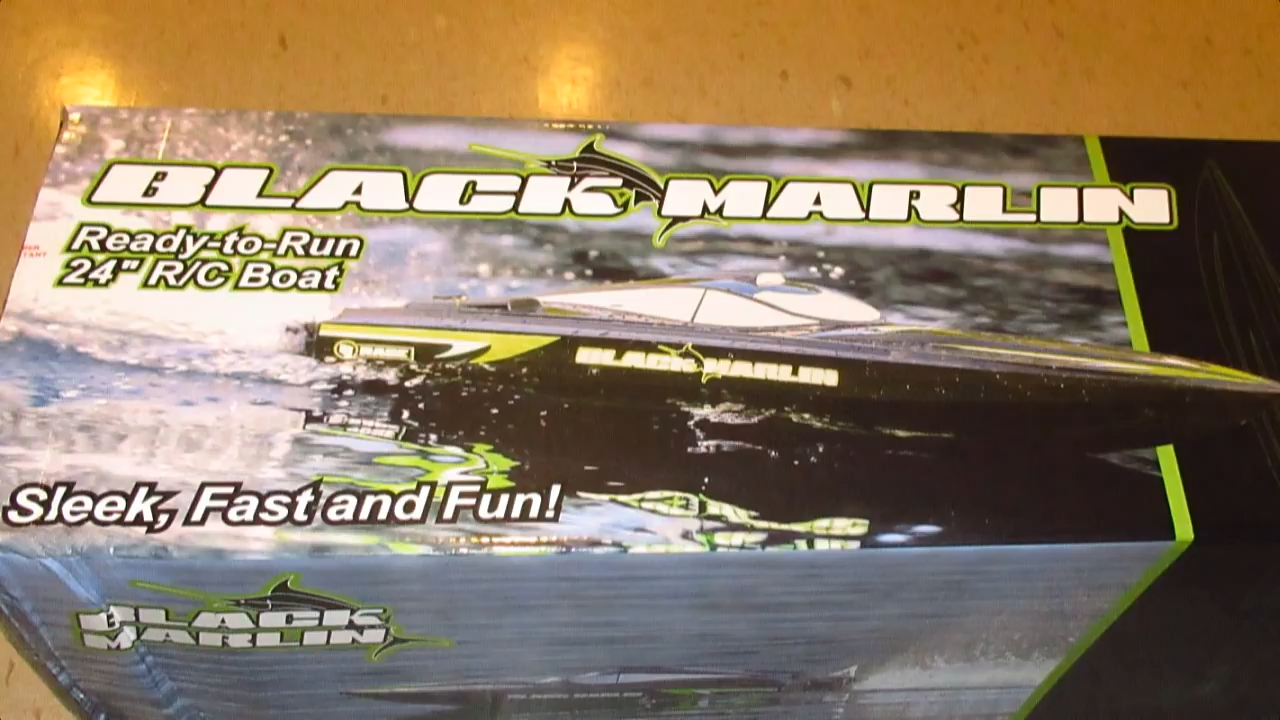 BLACK MARLIN
Ready-to-Run
24" R/C Boat
BLACK MARLIN
Sleek, Fast and Fun!
BLACK
MARLIN